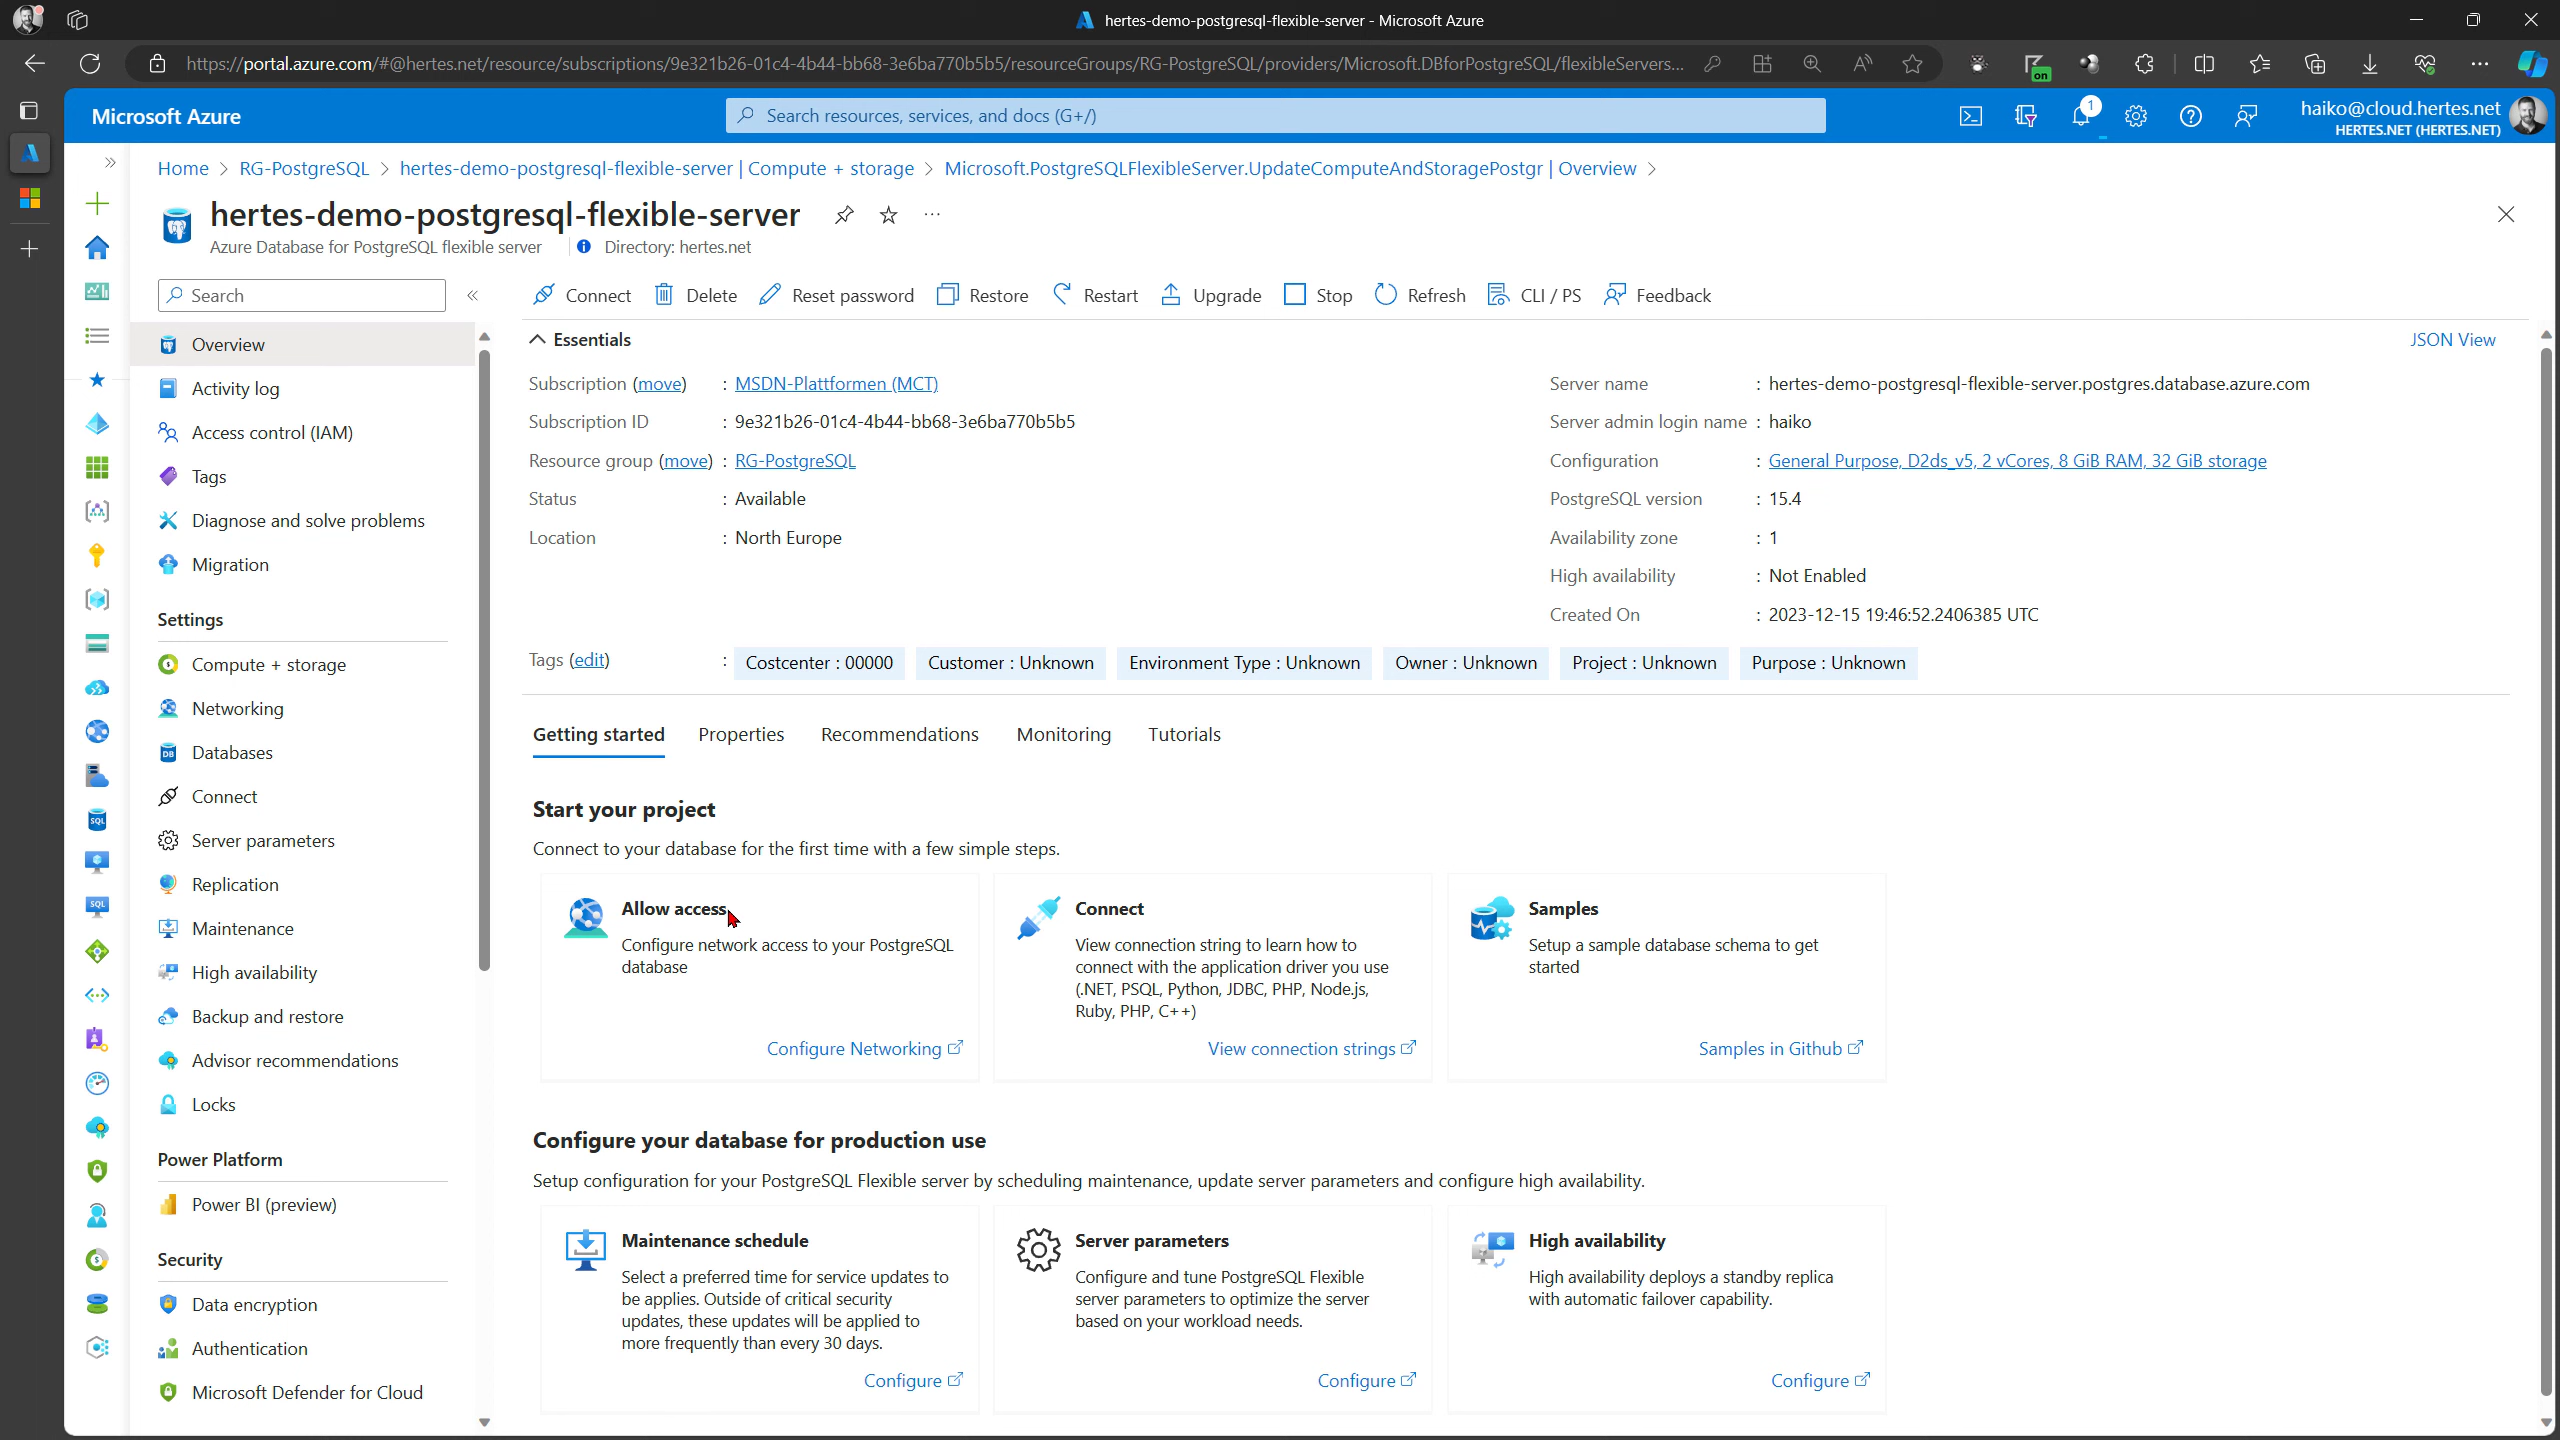 hertes-demo-postgresql-flexible-server - Microsoft Azure
https://portal.azure.com/#@hertes.net/resource/subscriptions/9e321b26-01c4-4b44-bb68-3e6ba770b5b5/resourceGroups/RG-PostgreSQL/providers/Microsoft.DBforPostgreSQL/flexibleServers...
on
Microsoft Azure
Search resources, services, and docs (G+/)
1
haiko@cloud.hertes.net
HERTES.NET (HERTES.NET)
Home > RG-PostgreSQL > hertes-demo-postgresql-flexible-server | Compute + storage > Microsoft.PostgreSQLFlexibleServer.UpdateComputeAndStoragePostgr | Overview >
hertes-demo-postgresql-flexible-server
Azure Database for PostgreSQL flexible server
Directory: hertes.net
Search
Connect
Delete
Reset password
Restore
Restart
Upgrade
Stop
Refresh
CLI / PS
Feedback
Overview
Activity log
Access control (IAM)
Tags
Diagnose and solve problems
Migration
Settings
Compute + storage
Networking
Databases
Connect
Server parameters
Replication
Maintenance
High availability
Backup and restore
Advisor recommendations
Locks
Power Platform
Power BI (preview)
Security
Data encryption
Authentication
Microsoft Defender for Cloud
Essentials
JSON View
Subscription (move) : MSDN-Plattformen (MCT)
Subscription ID : 9e321b26-01c4-4b44-bb68-3e6ba770b5b5
Resource group (move) : RG-PostgreSQL
Status : Available
Location : North Europe
Server name : hertes-demo-postgresql-flexible-server.postgres.database.azure.com
Server admin login name : haiko
Configuration : General Purpose, D2ds_v5, 2 vCores, 8 GiB RAM, 32 GiB storage
PostgreSQL version : 15.4
Availability zone : 1
High availability : Not Enabled
Created On : 2023-12-15 19:46:52.2406385 UTC
Tags (edit) : Costcenter : 00000 Customer : Unknown Environment Type : Unknown Owner : Unknown Project : Unknown Purpose : Unknown
Getting started
Properties
Recommendations
Monitoring
Tutorials
Start your project
Connect to your database for the first time with a few simple steps.
Allow access
Configure network access to your PostgreSQL
database
Configure Networking
Connect
View connection string to learn how to
connect with the application driver you use
(.NET, PSQL, Python, JDBC, PHP, Node.js,
Ruby, PHP, C++)
View connection strings
Samples
Setup a sample database schema to get
started
Samples in Github
Configure your database for production use
Setup configuration for your PostgreSQL Flexible server by scheduling maintenance, update server parameters and configure high availability.
Maintenance schedule
Select a preferred time for service updates to
be applies. Outside of critical security
updates, these updates will be applied to
more frequently than every 30 days.
Configure
Server parameters
Configure and tune PostgreSQL Flexible
server parameters to optimize the server
based on your workload needs.
Configure
High availability
High availability deploys a standby replica
with automatic failover capability.
Configure